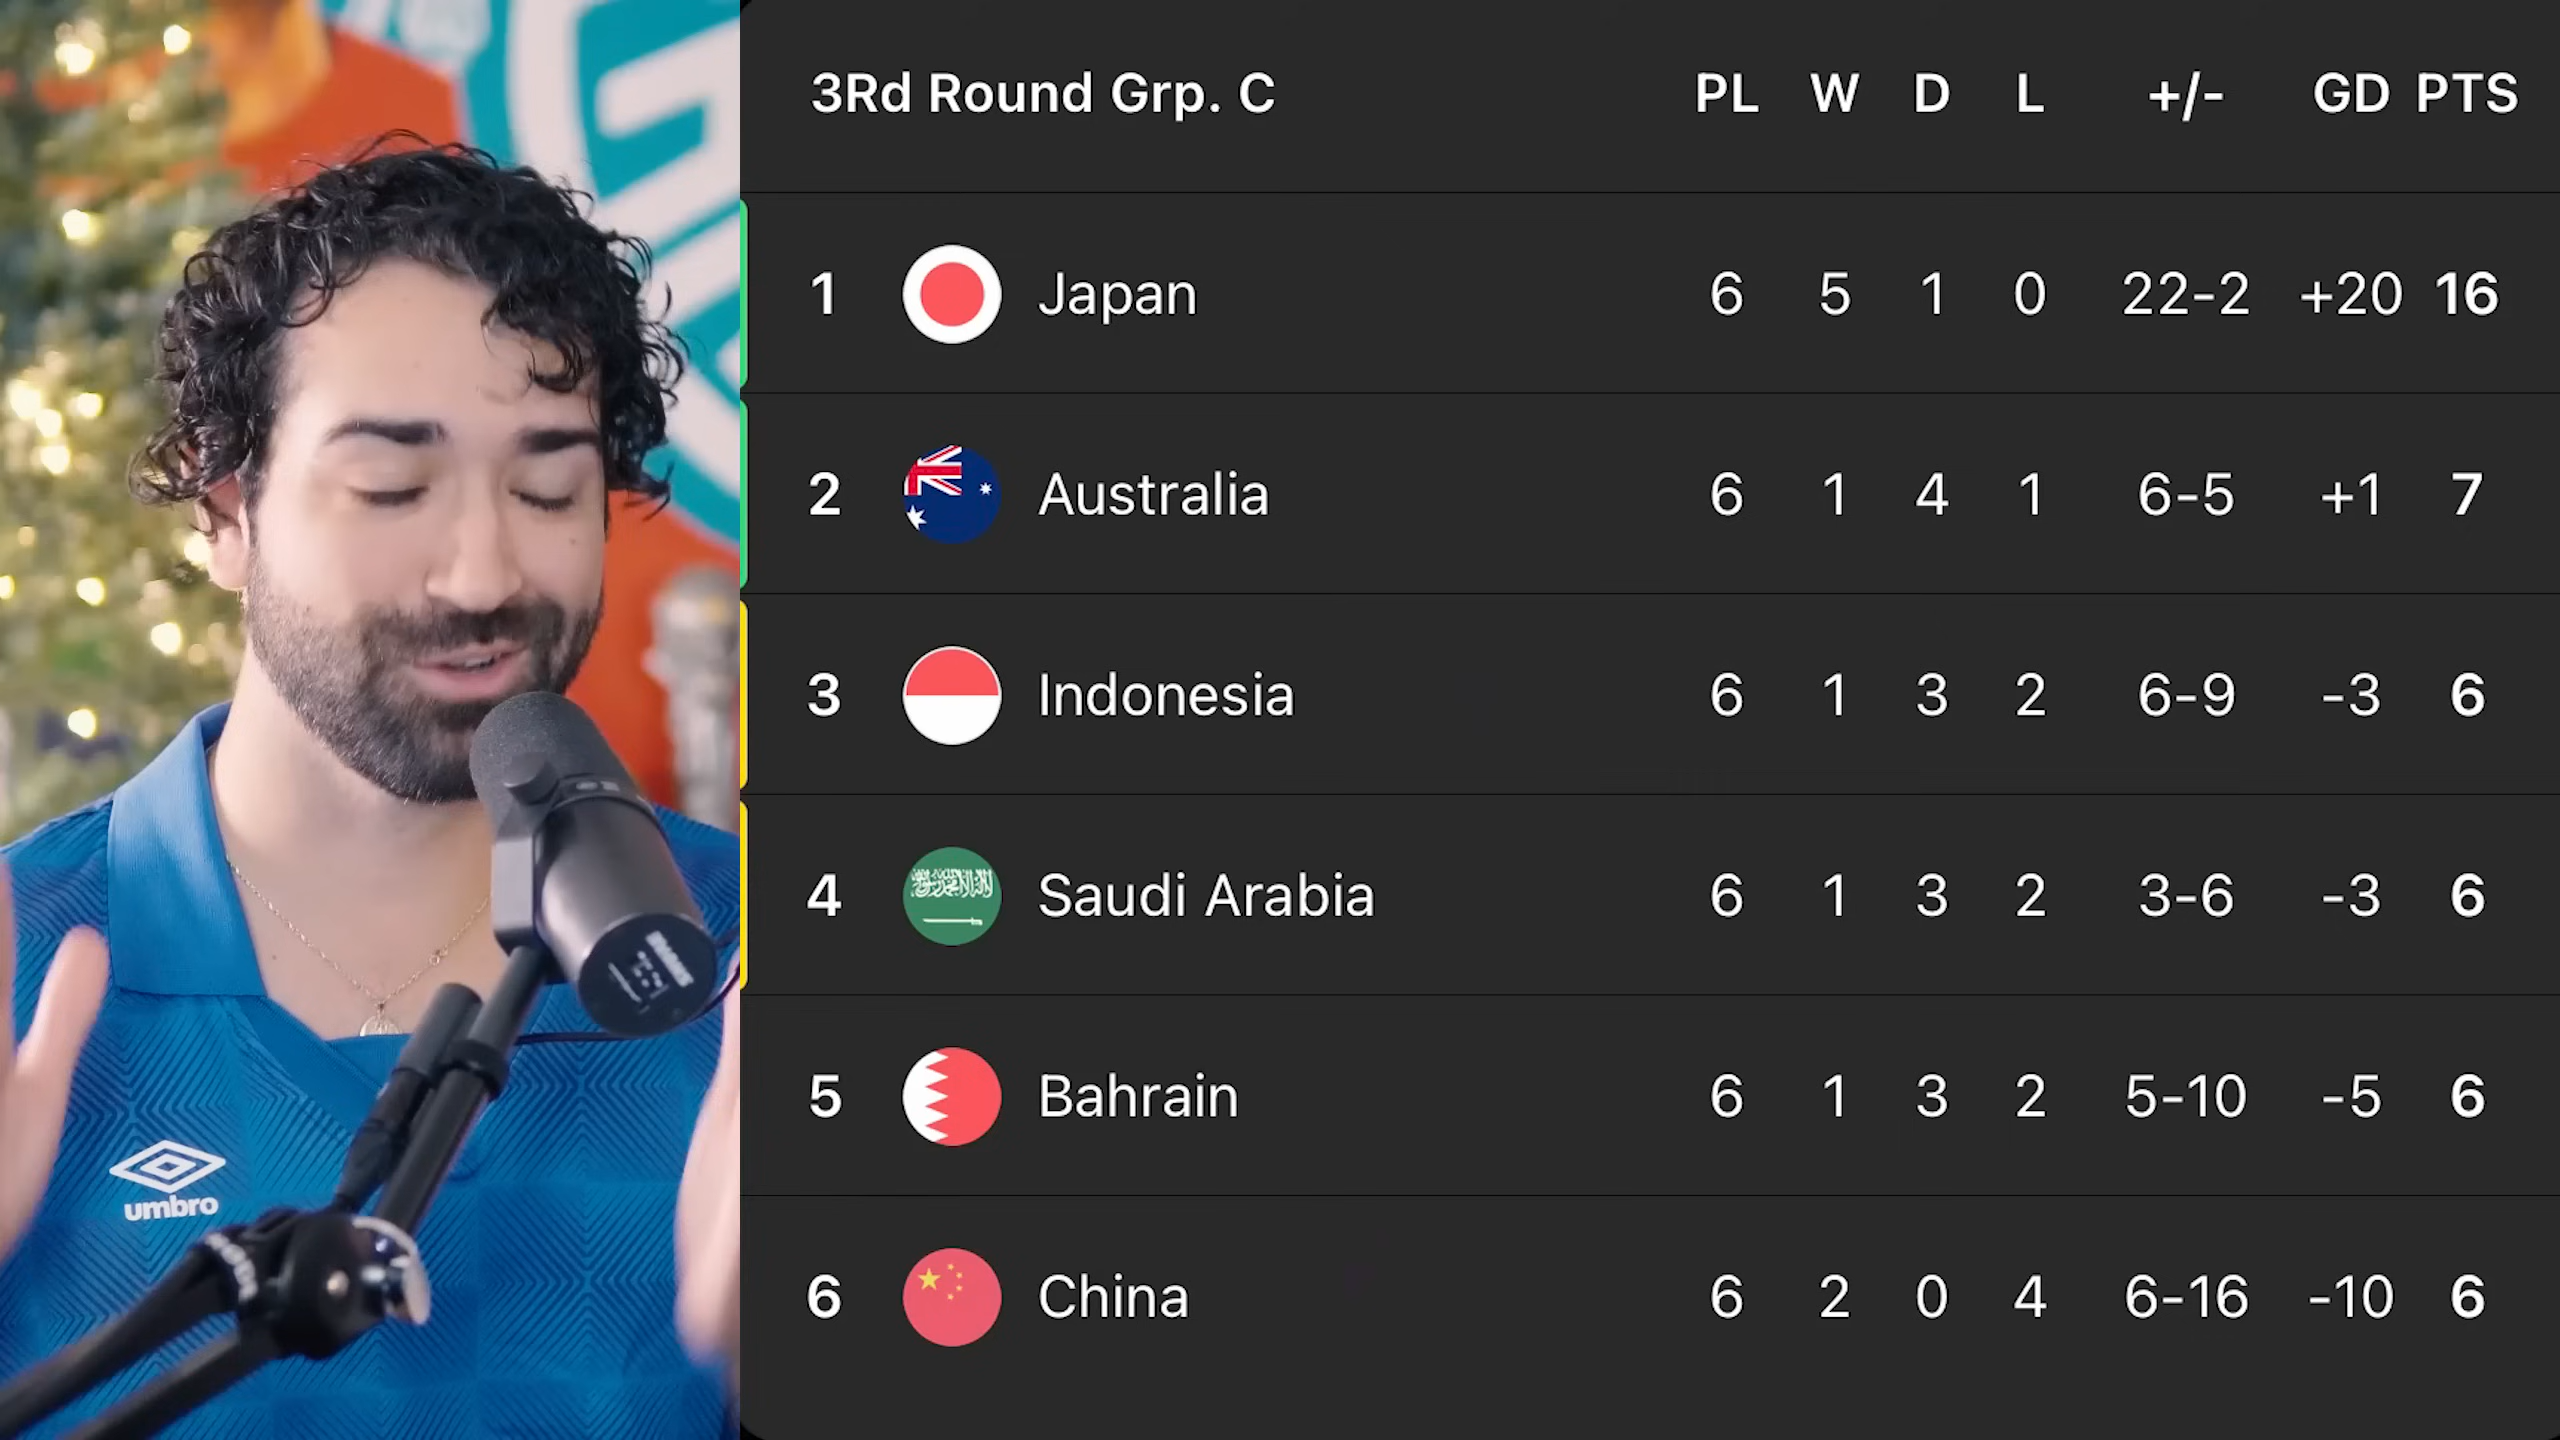 3Rd Round Grp. C PL W D L +/- GD PTS
1 Japan 6 5 1 0 22-2 +20 16
2 Australia 6 1 4 1 6-5 +1 7
3 Indonesia 6 1 3 2 6-9 -3 6
4 Saudi Arabia 6 1 3 2 3-6 -3 6
5 Bahrain 6 1 3 2 5-10 -5 6
6 China 6 2 0 4 6-16 -10 6
umbro